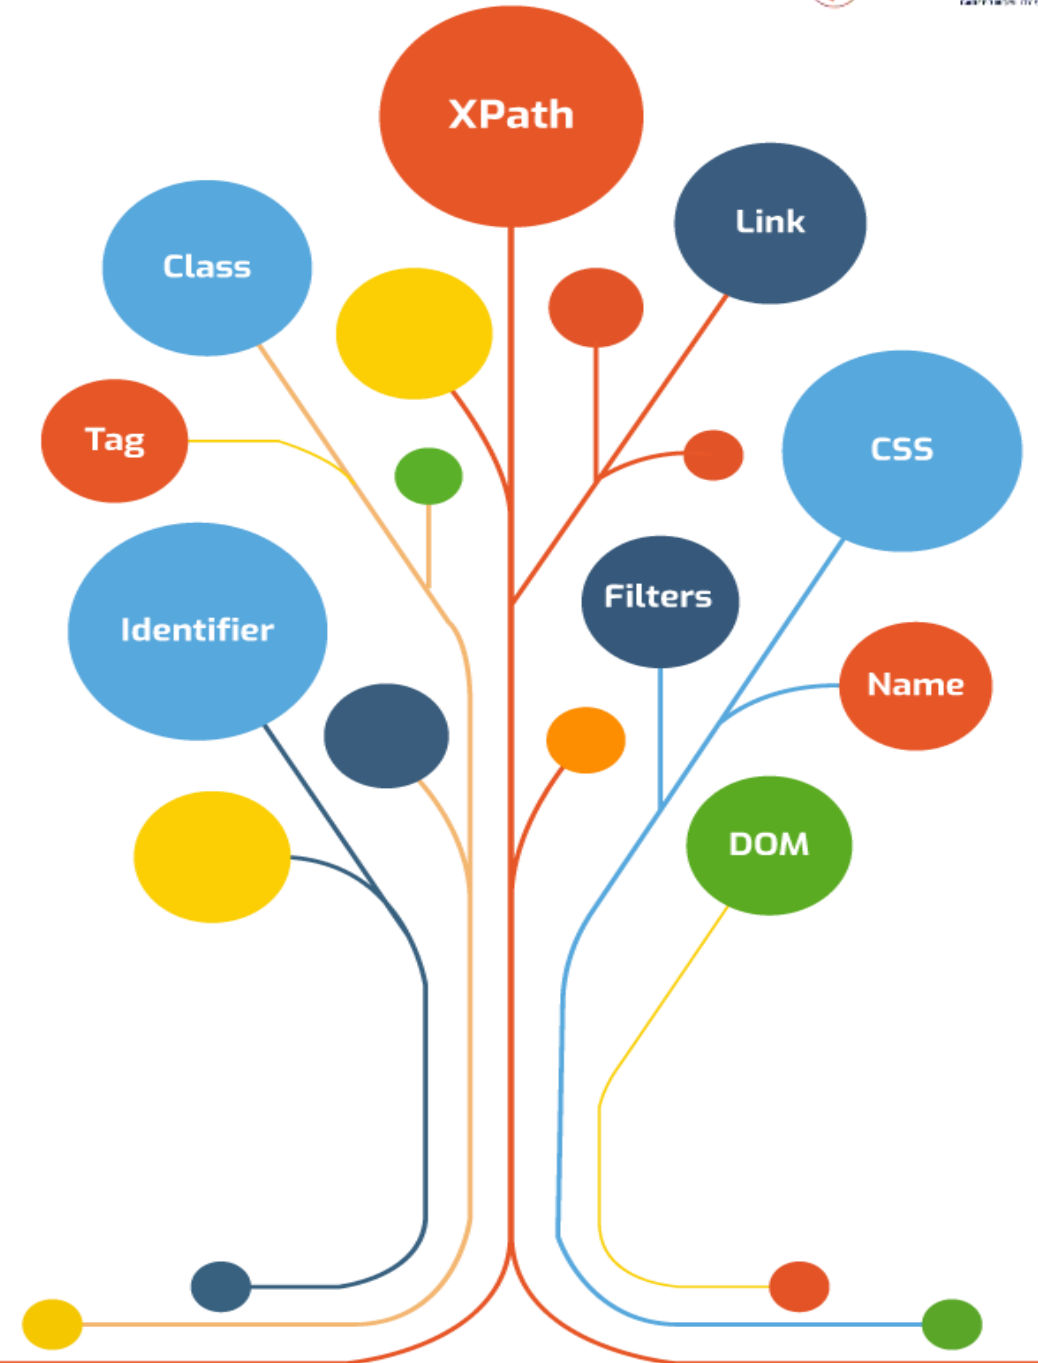 XPath
Link
Class
Tag
CSS
Filters
Identifier
Name
DOM